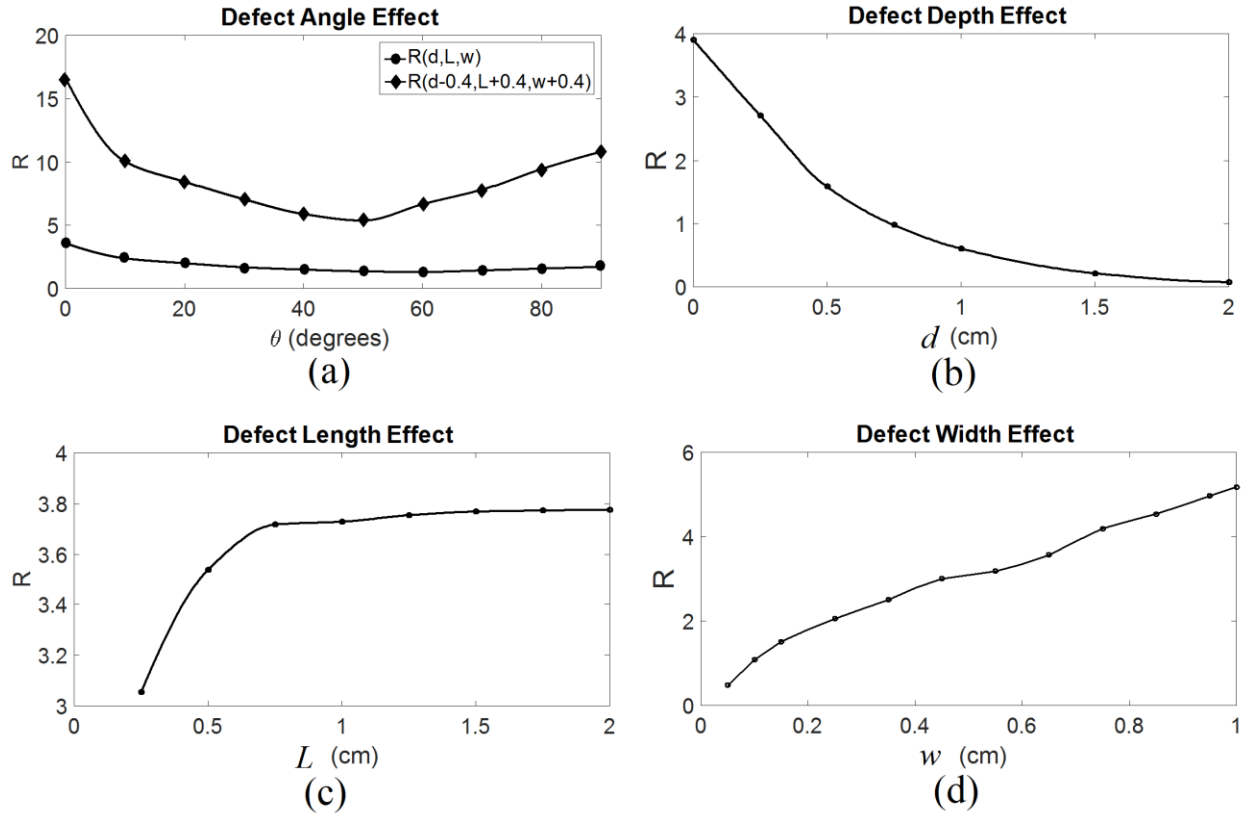 Defect Angle Effect
20
15
10
5
0
R
R(d,L,w)
R(d-0.4,L+0.4,w+0.4)
0 20 40 60 80
θ (degrees)
(a)
Defect Depth Effect
4
3
2
1
0
R
0 0.5 1 1.5 2
d (cm)
(b)
Defect Length Effect
4
3.8
3.6
3.4
3.2
3
R
0 0.5 1 1.5 2
L (cm)
(c)
Defect Width Effect
6
4
2
0
R
0 0.2 0.4 0.6 0.8 1
w (cm)
(d)